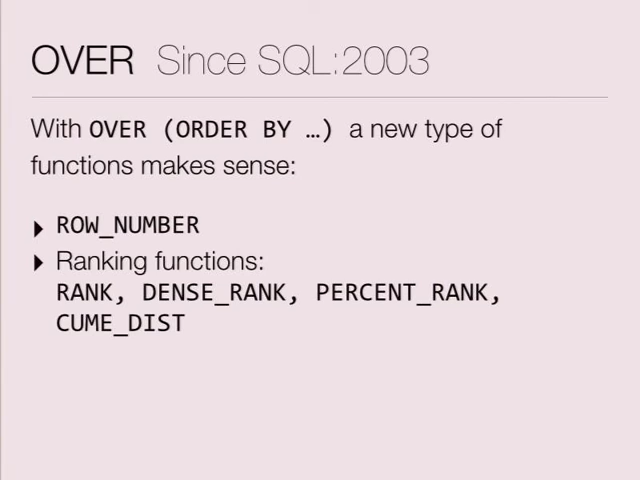 OVER Since SQL:2003
With OVER (ORDER BY …) a new type of
functions makes sense:
▸ ROW_NUMBER
▸ Ranking functions:
RANK, DENSE_RANK, PERCENT_RANK,
CUME_DIST